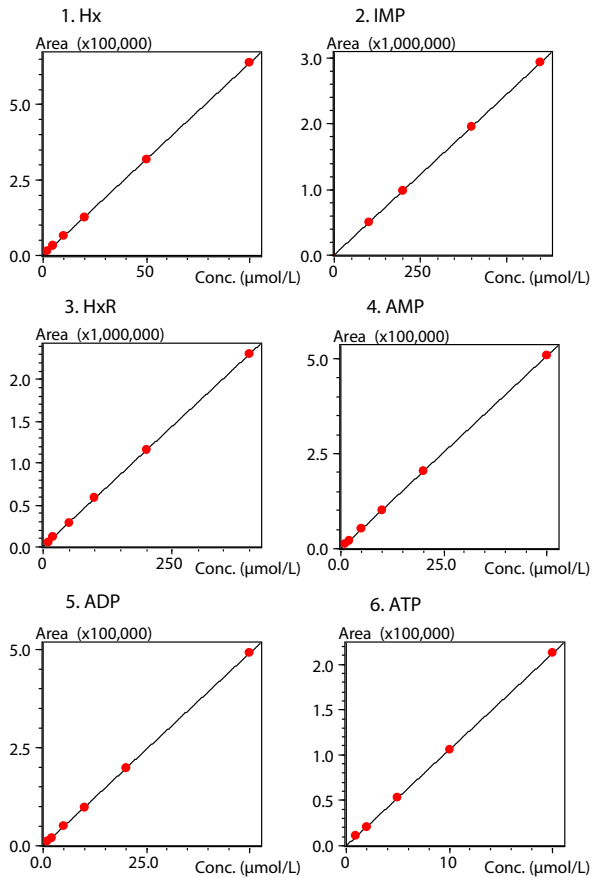 1. Hx
Area (x100,000)
5.0
2.5
0.0
0
50
Conc. (μmol/L)
2. IMP
Area (x1,000,000)
3.0
2.0
1.0
0.0
0
250
Conc. (μmol/L)
3. HxR
Area (x1,000,000)
2.0
1.5
1.0
0.5
0.0
0
250
Conc. (μmol/L)
4. AMP
Area (x100,000)
5.0
2.5
0.0
0.0
25.0
Conc. (μmol/L)
5. ADP
Area (x100,000)
5.0
2.5
0.0
0.0
25.0
Conc. (μmol/L)
6. ATP
Area (x100,000)
2.0
1.5
1.0
0.5
0.0
0
10
Conc. (μmol/L)